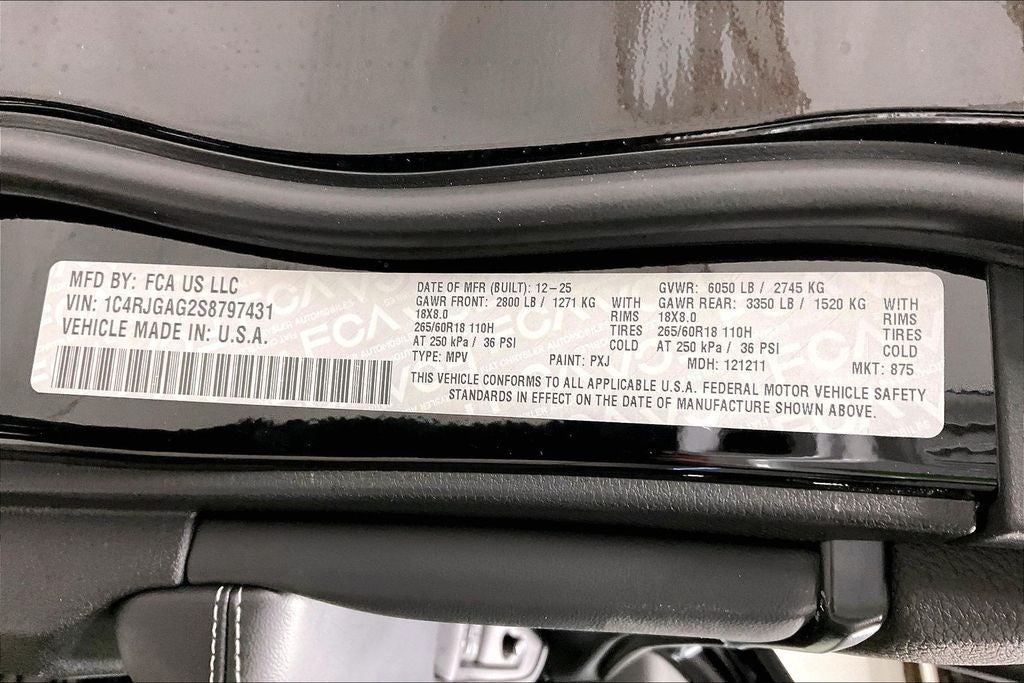 MFD BY: FCA US LLC
VIN: 1C4RJGAG2S8797431
VEHICLE MADE IN: U.S.A.
DATE OF MFR (BUILT): 12-25
GAWR FRONT: 2800 LB / 1271 KG WITH
18X8.0 RIMS
265/60R18 110H TIRES
AT 250 kPa / 36 PSI COLD
TYPE: MPV PAINT: PXJ MDH: 121211 MKT: 875
GVWR: 6050 LB / 2745 KG
GAWR REAR: 3350 LB / 1520 KG WITH
18X8.0 RIMS
265/60R18 110H TIRES
AT 250 kPa / 36 PSI COLD
THIS VEHICLE CONFORMS TO ALL APPLICABLE U.S.A. FEDERAL MOTOR VEHICLE SAFETY
STANDARDS IN EFFECT ON THE DATE OF MANUFACTURE SHOWN ABOVE.